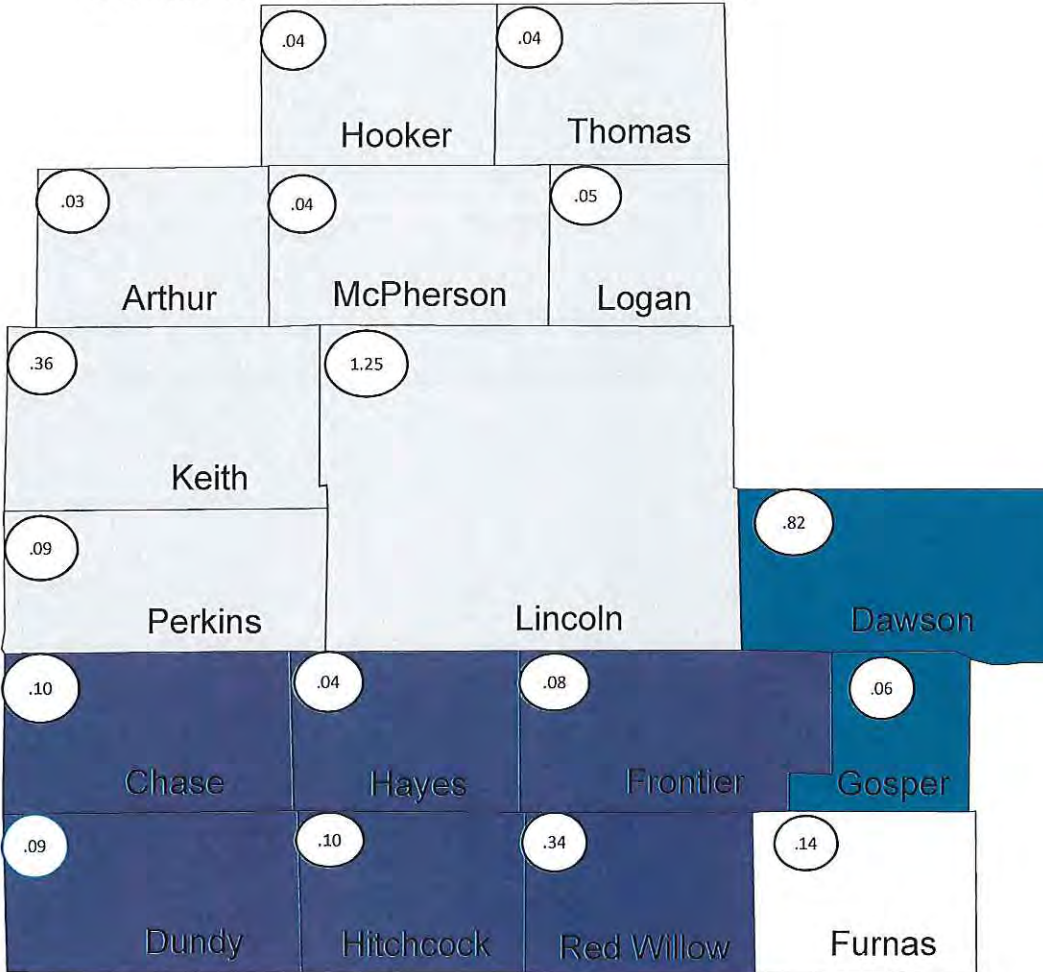 .04
.04
Hooker
Thomas
.03
.04
.05
Arthur
McPherson
Logan
.36
1.25
Keith
.09
.82
Perkins
Lincoln
Dawson
.10
.04
.08
.06
Chase
Hayes
Frontier
Gosper
.09
.10
.34
.14
Dundy
Hitchcock
Red Willow
Furnas